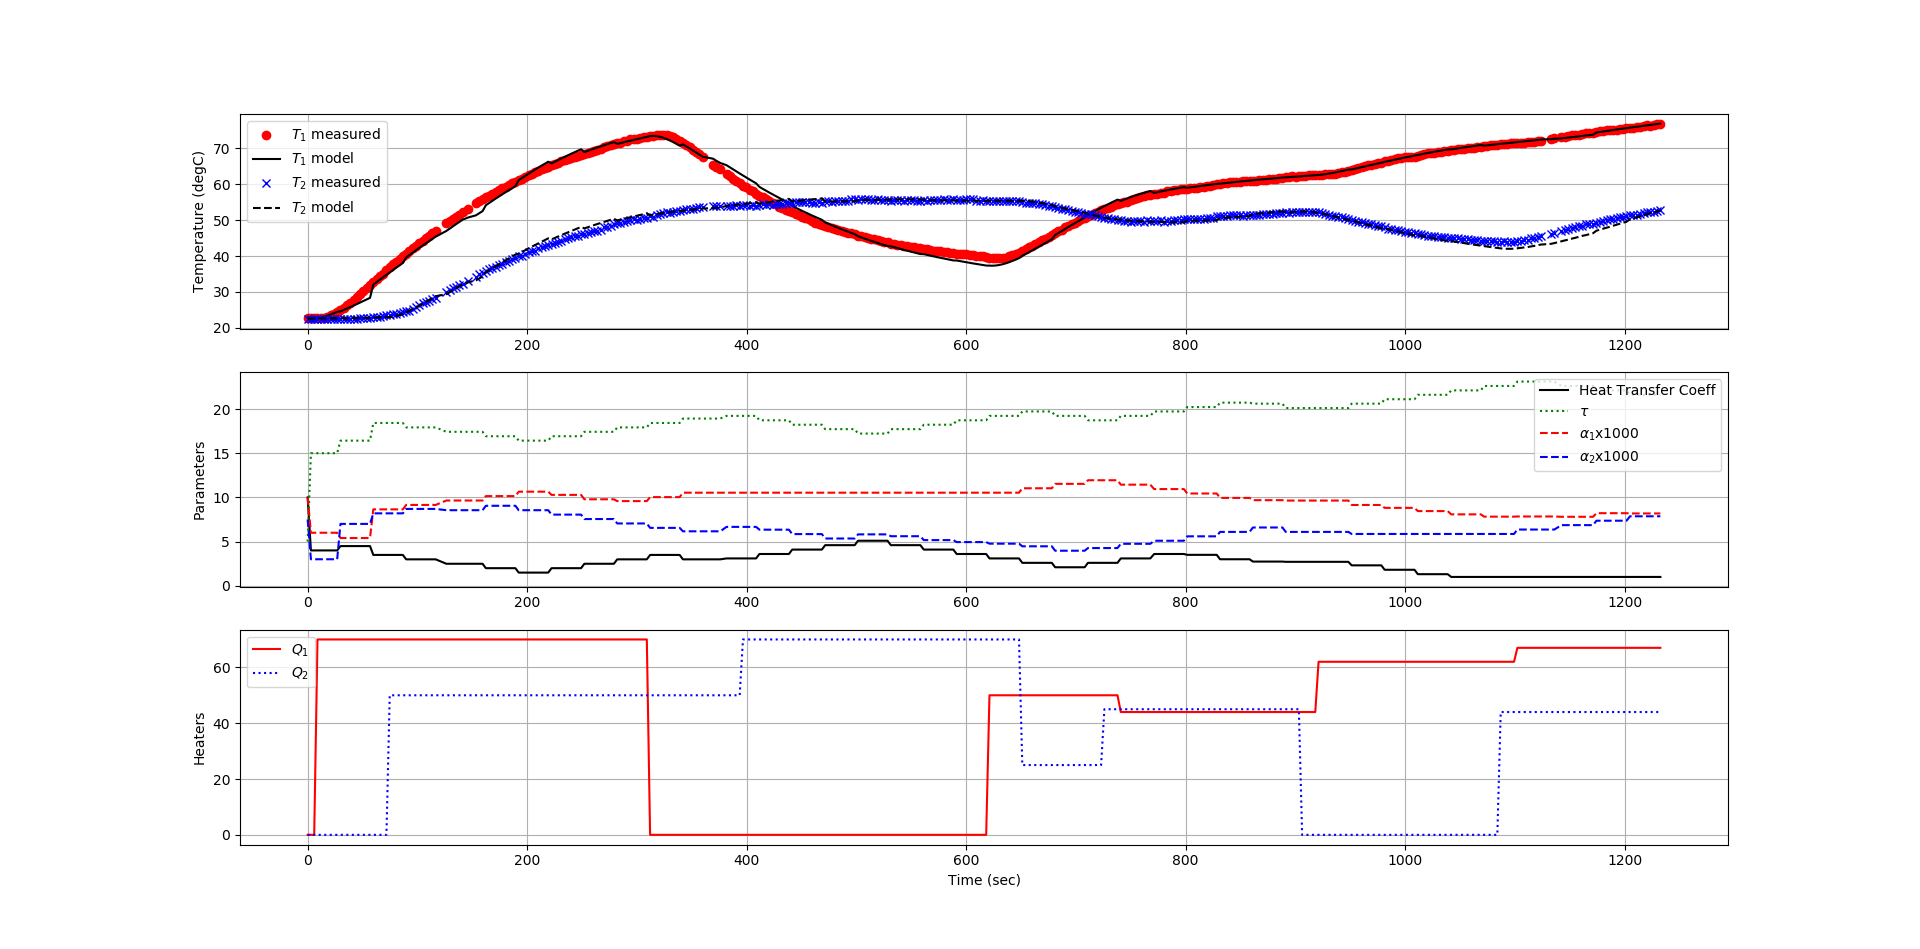 T₁ measured
T₁ model
T₂ measured
T₂ model
Temperature (degC)
70
60
50
40
30
20
0 200 400 600 800 1000 1200
Heat Transfer Coeff
τ
α₁x1000
α₂x1000
Parameters
20
15
10
5
0
0 200 400 600 800 1000 1200
Q₁
Q₂
Heaters
60
40
20
0
0 200 400 600 800 1000 1200
Time (sec)